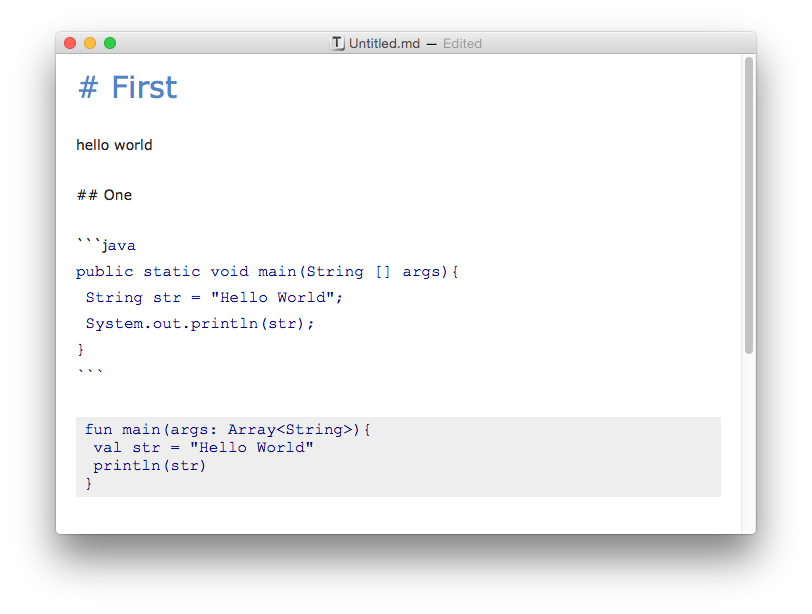 Untitled.md — Edited
# First
hello world
## One
```java
public static void main(String [] args){
 String str = "Hello World";
 System.out.println(str);
}
```
fun main(args: Array<String>){
 val str = "Hello World"
 println(str)
}